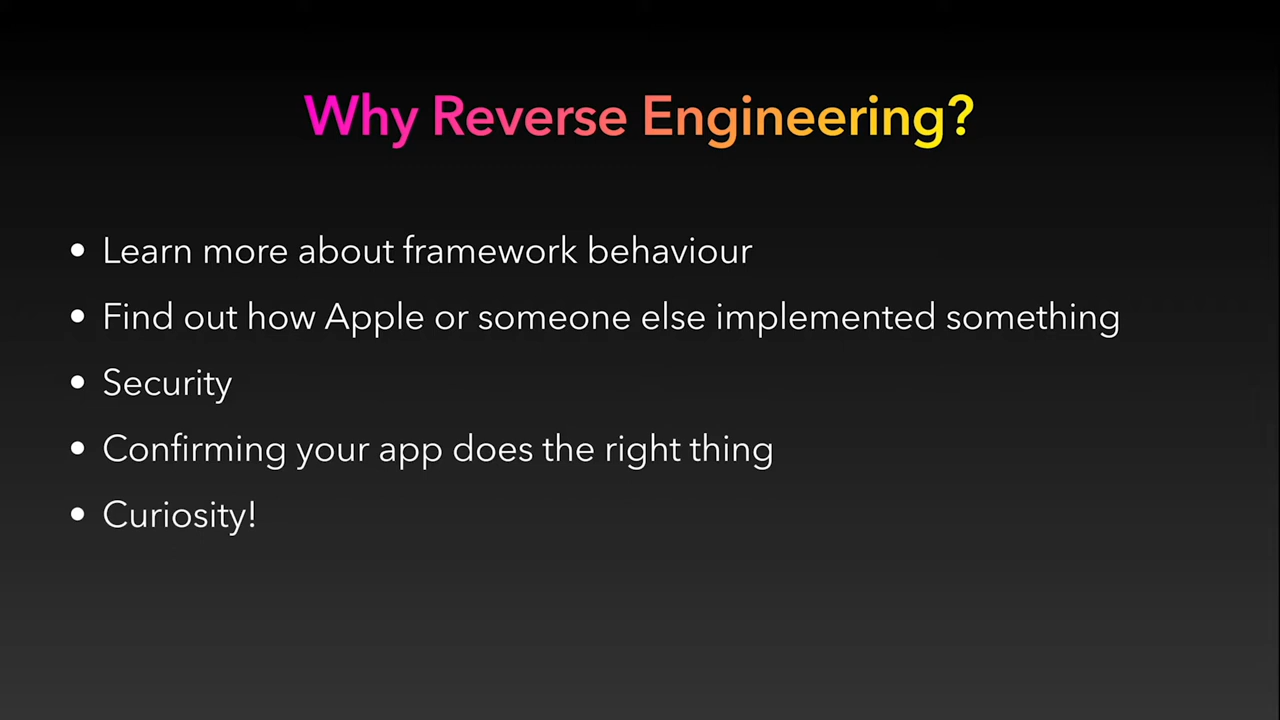 Why Reverse Engineering?
• Learn more about framework behaviour
• Find out how Apple or someone else implemented something
• Security
• Confirming your app does the right thing
• Curiosity!